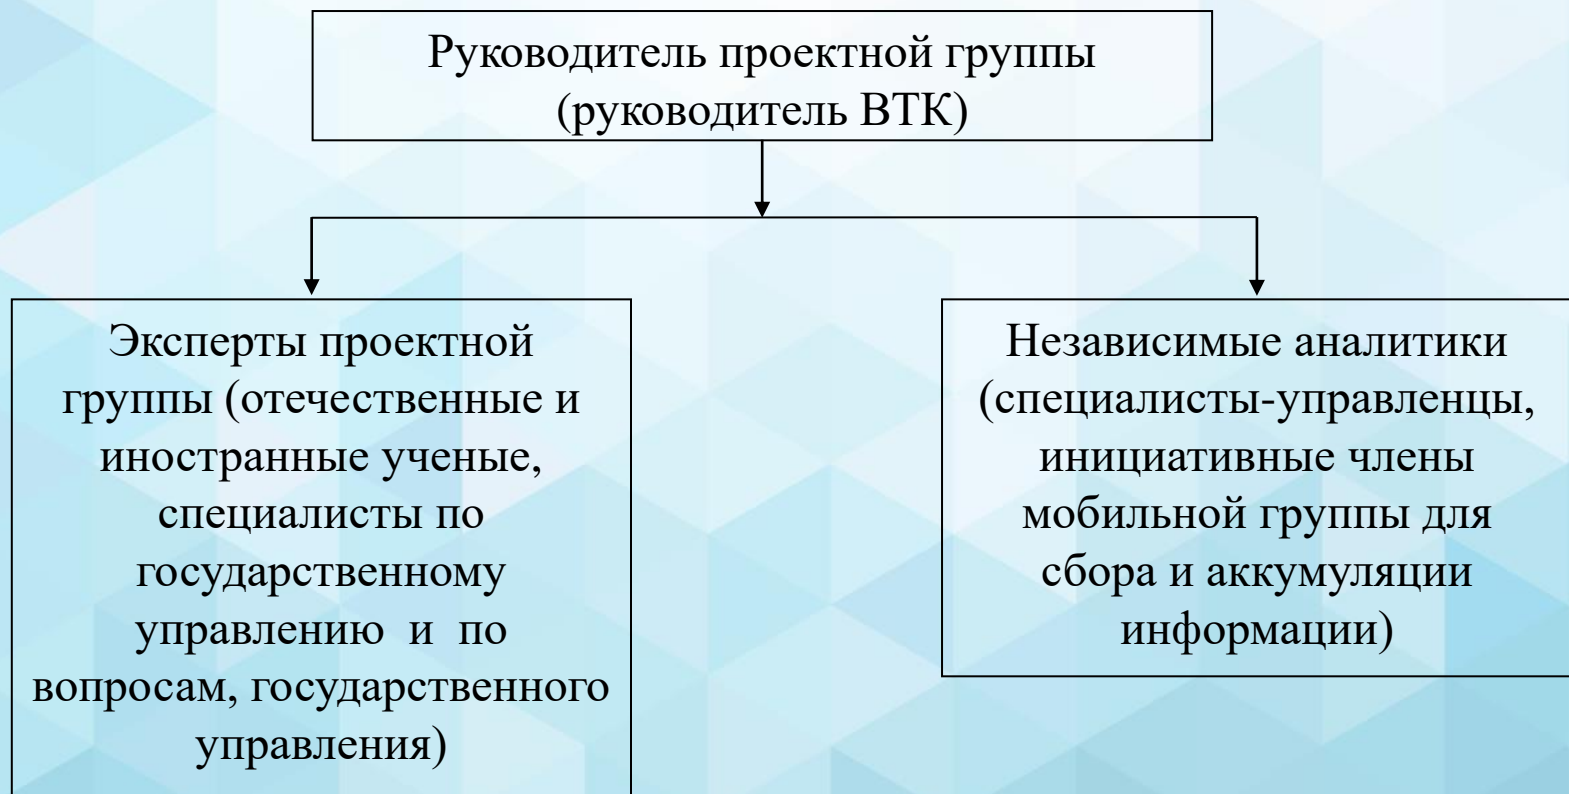 Руководитель проектной группы
(руководитель ВТК)
Эксперты проектной
группы (отечественные и
иностранные ученые,
специалисты по
государственному
управлению и по
вопросам, государственного
управления)
Независимые аналитики
(специалисты-управленцы,
инициативные члены
мобильной группы для
сбора и аккумуляции
информации)